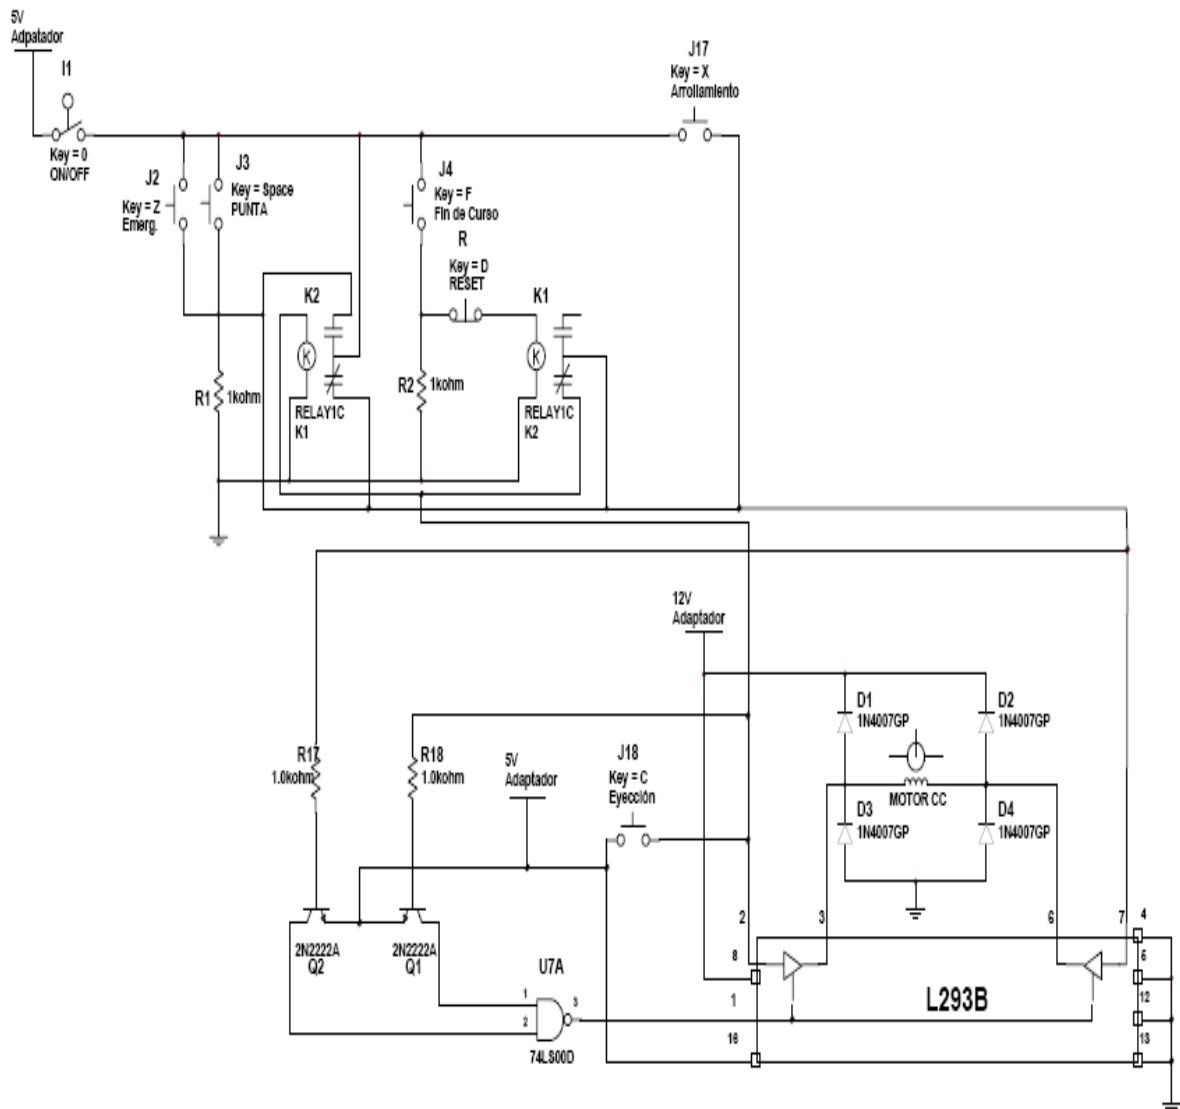 5V
Adpatador
I1
Key = 0
ON/OFF
J2
Key = Z
Emerg.
J3
Key = Space
PUNTA
J4
Key = F
Fin de Curso
R
Key = D
RESET
J17
Key = X
Arrollamiento
K2
RELAY1C
K1
K1
RELAY1C
K2
R1
1kohm
R2
1kohm
12V
Adaptador
D1
1N4007GP
D2
1N4007GP
MOTOR CC
D3
1N4007GP
D4
1N4007GP
R17
1.0kohm
R18
1.0kohm
5V
Adaptador
J18
Key = C
Eyección
2N2222A
Q2
2N2222A
Q1
U7A
1
2
3
74LS00D
2
3
6
7
4
8
5
1
12
16
13
L293B